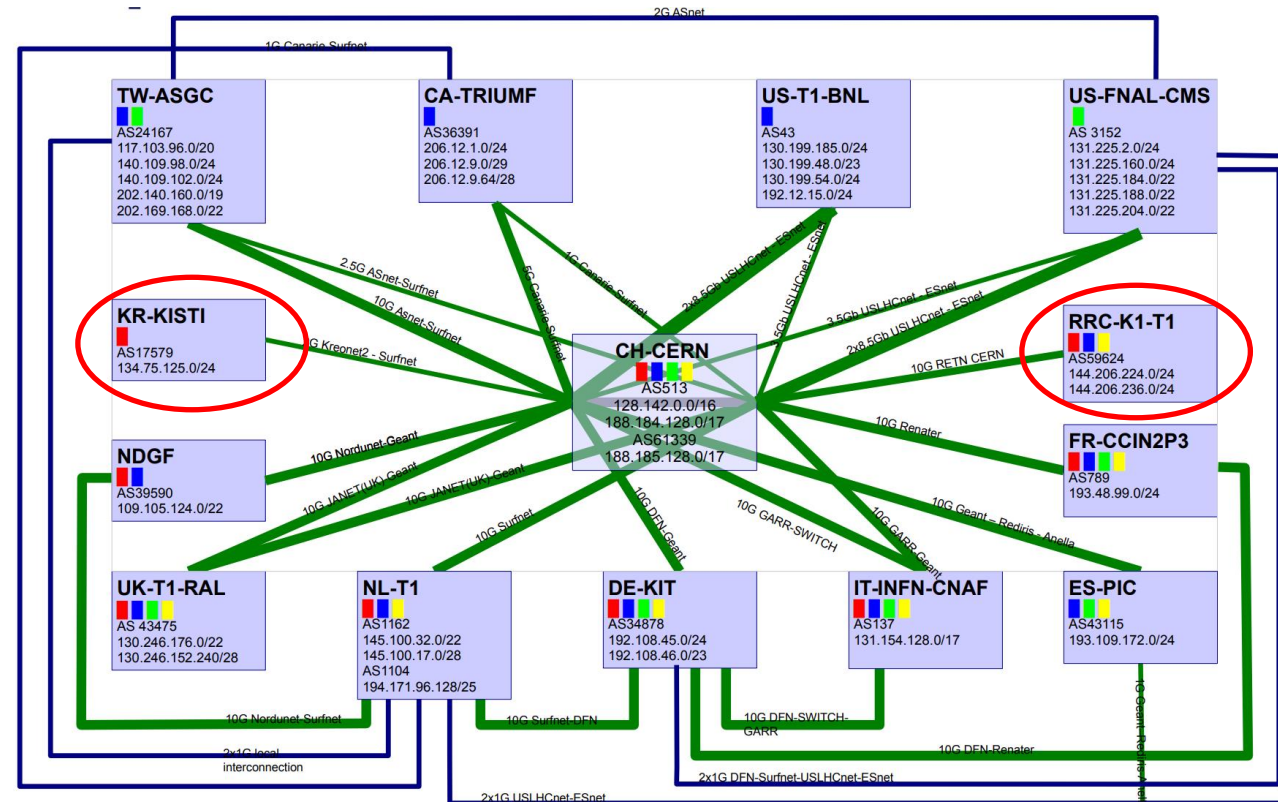 2G ASnet
1G Canarie Surfnet
TW-ASGC
AS24167
117.103.96.0/20
140.109.98.0/24
140.109.102.0/24
202.140.160.0/19
202.169.168.0/22
CA-TRIUMF
AS36391
206.12.1.0/24
206.12.9.0/29
206.12.9.64/28
US-T1-BNL
AS43
130.199.185.0/24
130.199.48.0/23
130.199.54.0/24
192.12.15.0/24
US-FNAL-CMS
AS 3152
131.225.2.0/24
131.225.160.0/24
131.225.184.0/22
131.225.188.0/22
131.225.204.0/22
2.5G ASnet-Surfnet
10G Asnet-Surfnet
5G Canarie Surfnet
1G Canarie Surfnet
2x8.5Gb USLHCnet - ESnet
.5Gb USLHCnet - ESnet
3.5Gb USLHCnet - ESnet
2x8.5Gb USLHCnet - ESnet
KR-KISTI
AS17579
134.75.125.0/24
Kreonet2 - Surfnet
CH-CERN
AS513
128.142.0.0/16
188.184.128.0/17
AS61339
188.185.128.0/17
10G RETN CERN
RRC-K1-T1
AS59624
144.206.224.0/24
144.206.236.0/24
NDGF
AS39590
109.105.124.0/22
10G Nordunet-Geant
10G JANET(UK)-Geant
10G JANET(UK)-Geant
10G Surfnet
10G DFN-Geant
10G GARR-SWITCH
10G GARR-Geant
10G Geant – Rediris - Anella
10G Renater
FR-CCIN2P3
AS789
193.48.99.0/24
UK-T1-RAL
AS 43475
130.246.176.0/22
130.246.152.240/28
NL-T1
AS1162
145.100.32.0/22
145.100.17.0/28
AS1104
194.171.96.128/25
DE-KIT
AS34878
192.108.45.0/24
192.108.46.0/23
IT-INFN-CNAF
AS137
131.154.128.0/17
ES-PIC
AS43115
193.109.172.0/24
10G Nordunet-Surfnet
10G Surfnet-DFN
10G DFN-SWITCH-
GARR
10G DFN-Renater
2x1G local
interconnection
2x1G DFN-Surfnet-USLHCnet-ESnet
2x1G USLHCnet-ESnet
1G Geant- Rediris-